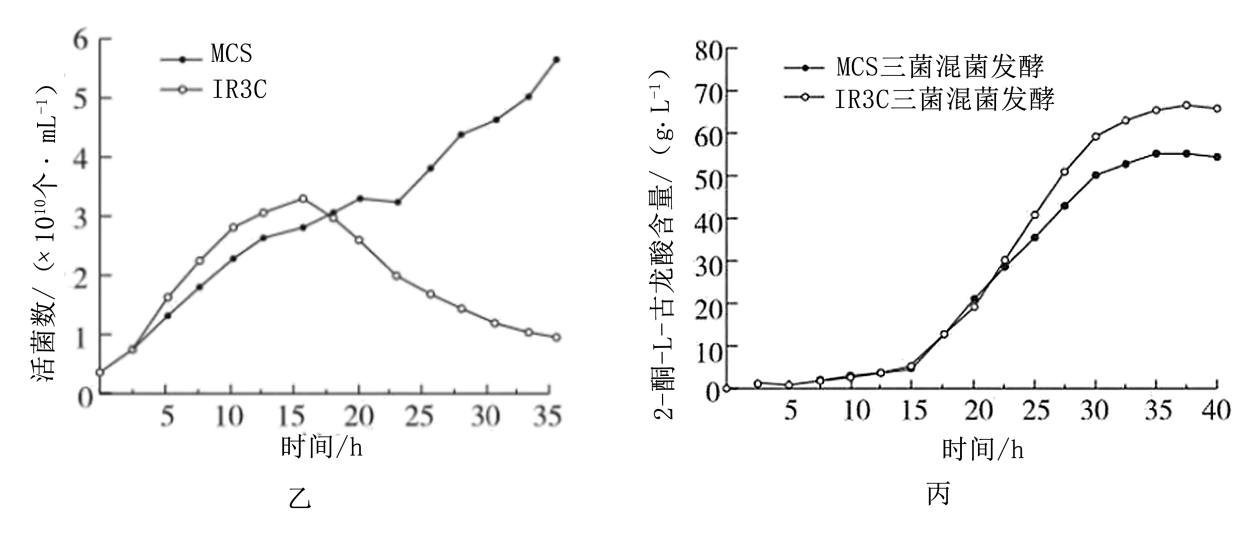 MCS
IR3C
活菌数/(×10¹⁰个·mL⁻¹)
6
5
4
3
2
1
0
5 10 15 20 25 30 35
时间/h
乙
MCS三菌混菌发酵
IR3C三菌混菌发酵
2-酮-L-古龙酸含量/(g·L⁻¹)
80
70
60
50
40
30
20
10
0
5 10 15 20 25 30 35 40
时间/h
丙